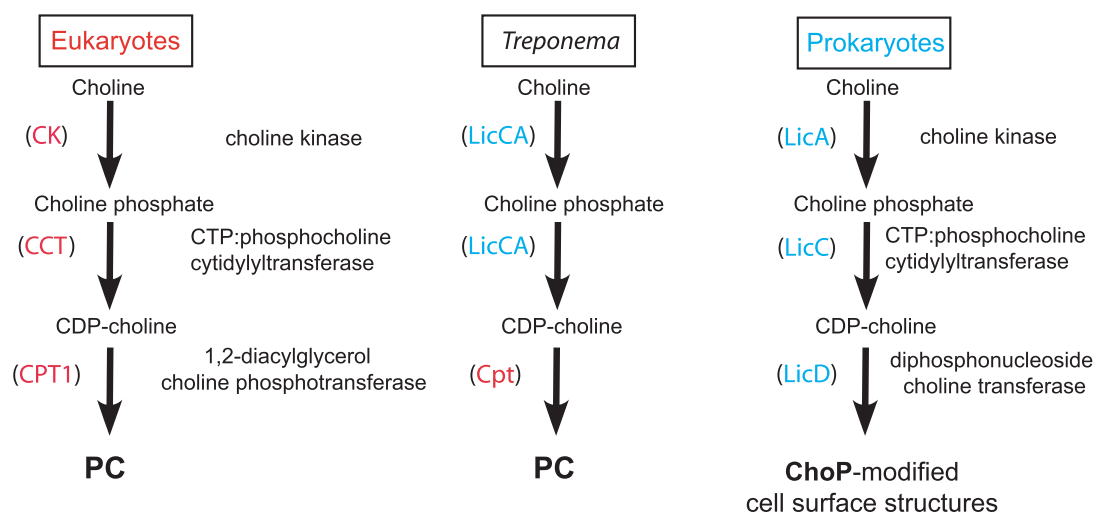 Eukaryotes
Choline
(CK)
choline kinase
Choline phosphate
(CCT)
CTP:phosphocholine
cytidylyltransferase
CDP-choline
(CPT1)
1,2-diacylglycerol
choline phosphotransferase
PC
Treponema
Choline
(LicCA)
Choline phosphate
(LicCA)
CDP-choline
(Cpt)
PC
Prokaryotes
Choline
(LicA)
choline kinase
Choline phosphate
(LicC)
CTP:phosphocholine
cytidylyltransferase
CDP-choline
(LicD)
diphosphonucleoside
choline transferase
ChoP-modified
cell surface structures